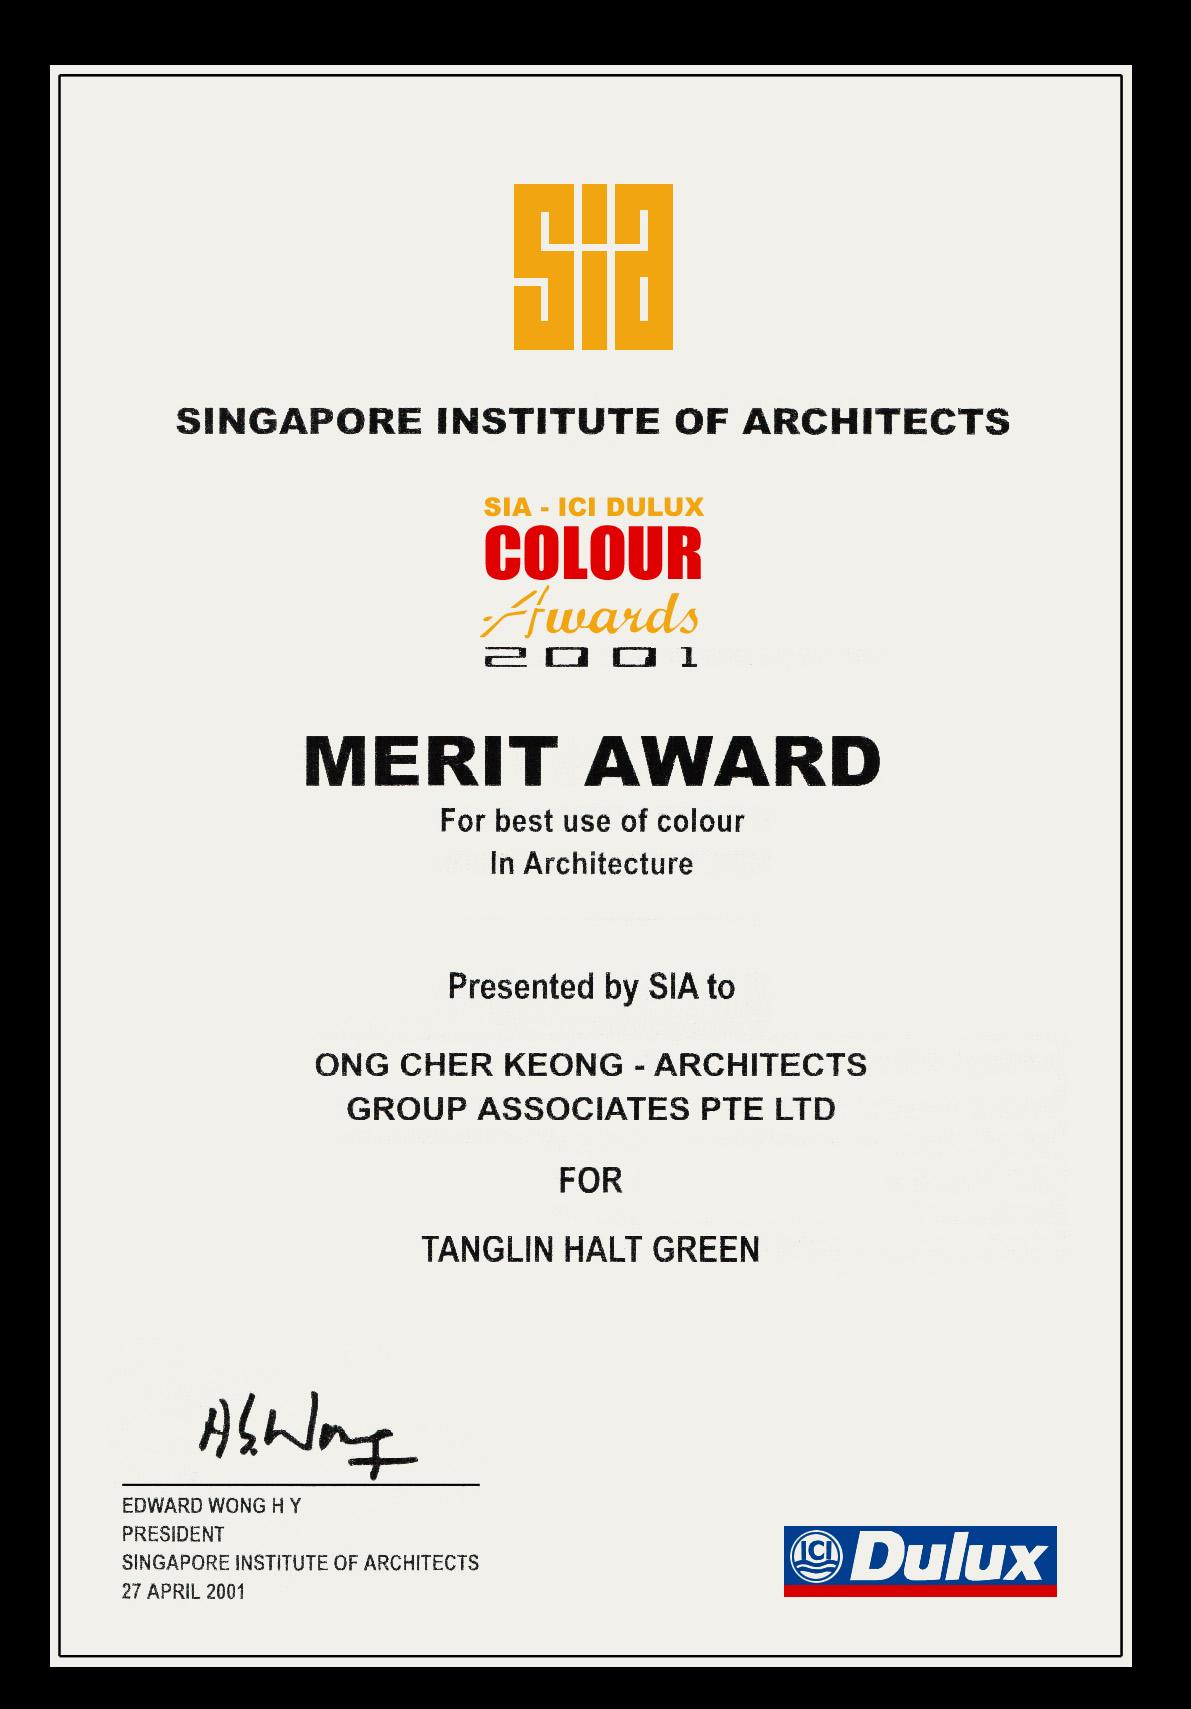 sia
SINGAPORE INSTITUTE OF ARCHITECTS
SIA - ICI DULUX
COLOUR
Awards
2001
MERIT AWARD
For best use of colour
In Architecture
Presented by SIA to
ONG CHER KEONG - ARCHITECTS
GROUP ASSOCIATES PTE LTD
FOR
TANGLIN HALT GREEN
EDWARD WONG H Y
PRESIDENT
SINGAPORE INSTITUTE OF ARCHITECTS
27 APRIL 2001
ICI Dulux